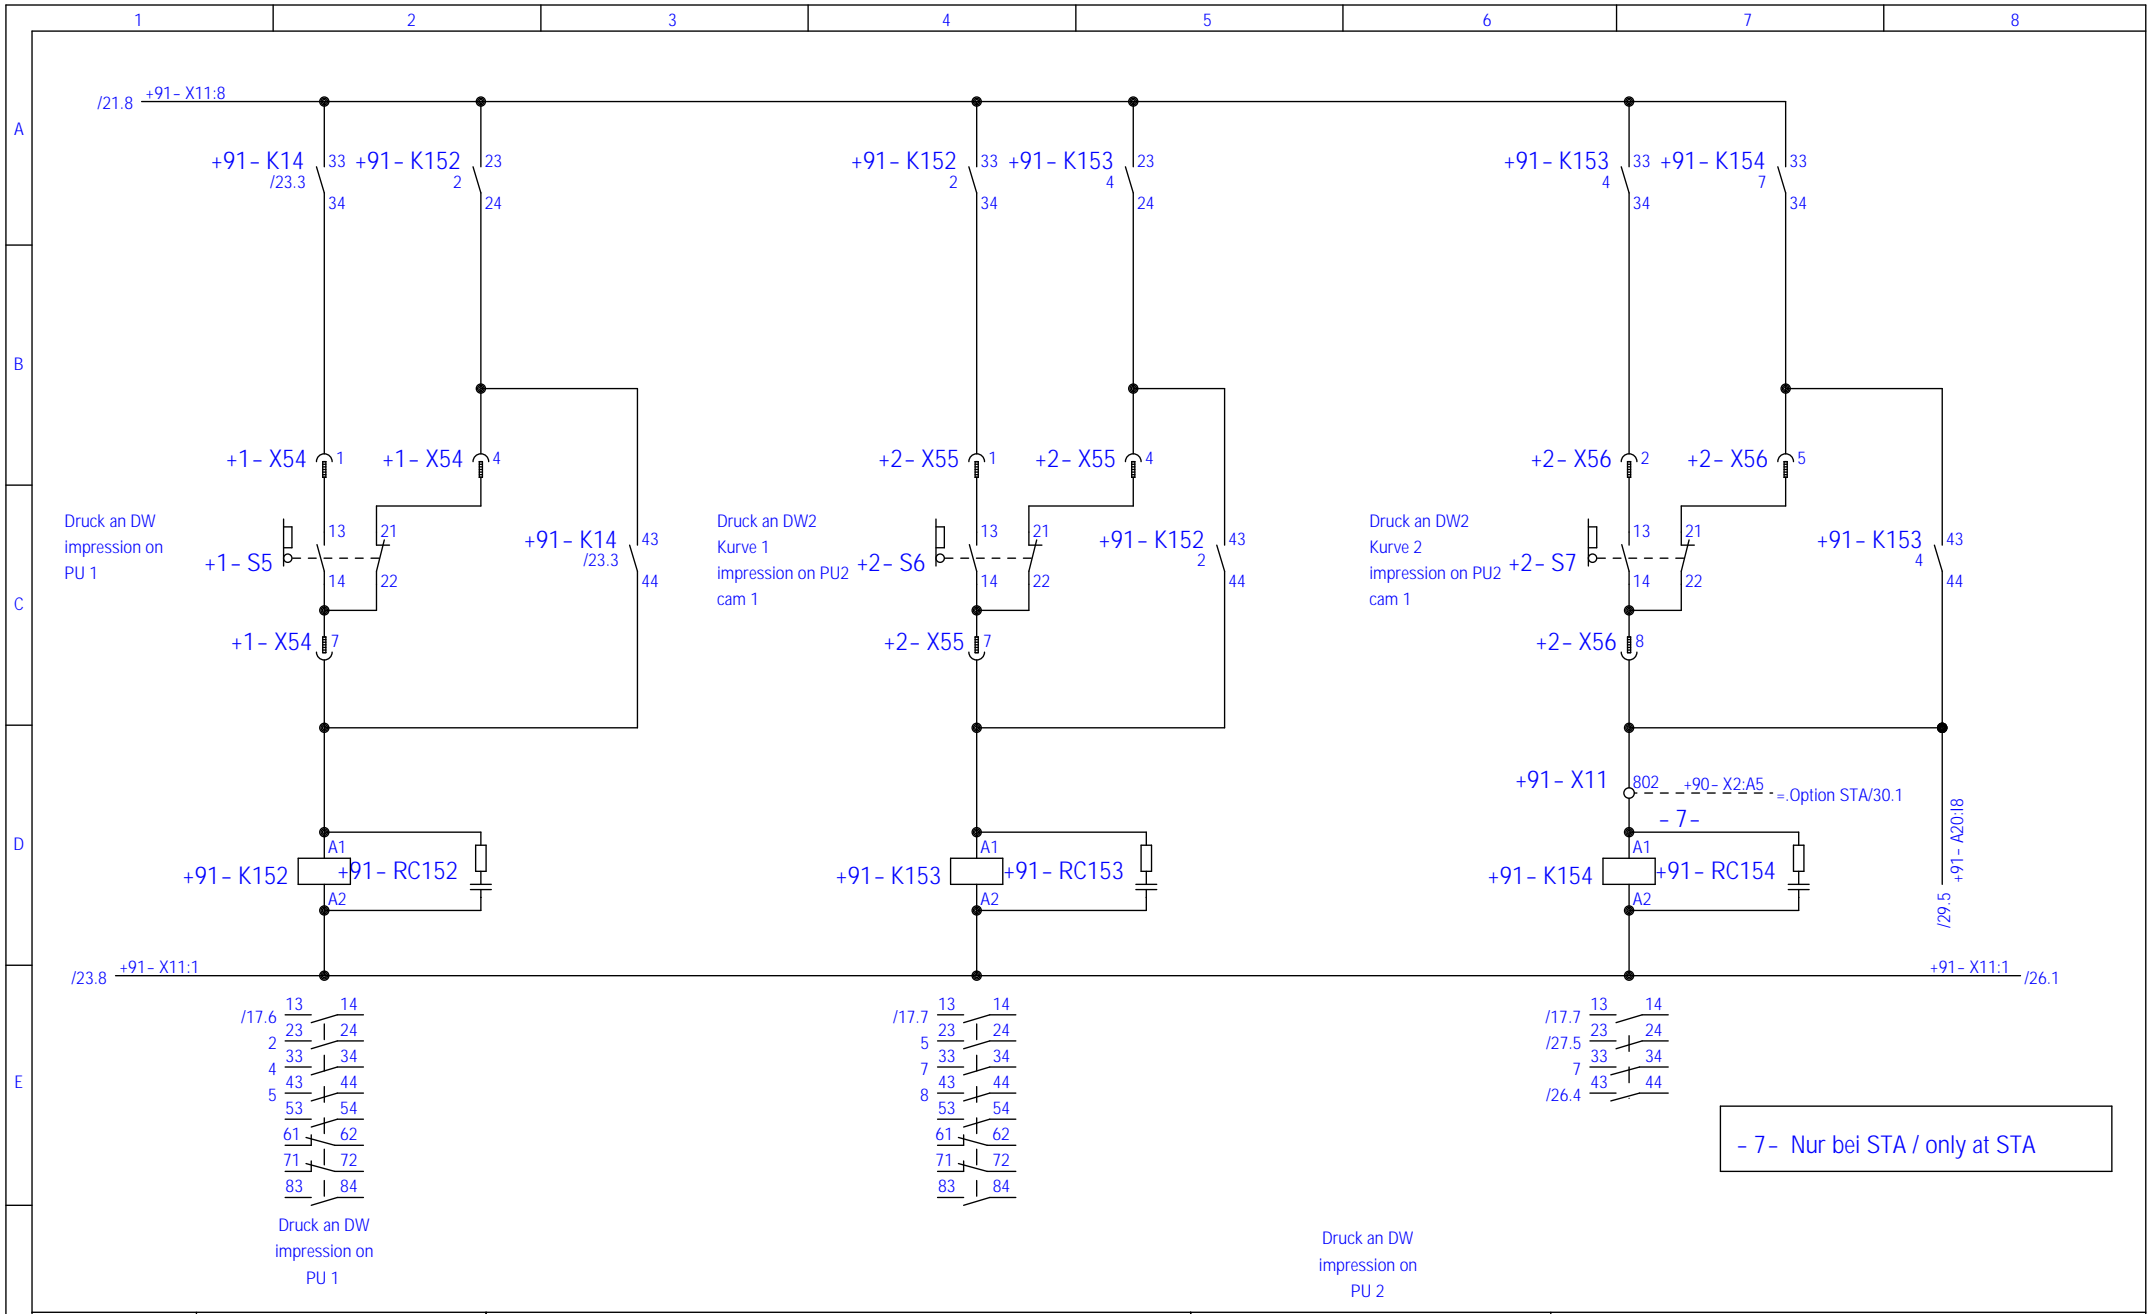 1 2 3 4 5 6 7 8
A
B
C
D
E
/21.8 +91- X11:8
+91- K14 33
/23.3
34
+91- K152 23
2
24
+91- K152 33
2
34
+91- K153 23
4
24
+91- K153 33
4
34
+91- K154 33
7
34
+1- X54 1
+1- X54 4
+2- X55 1
+2- X55 4
+2- X56 2
+2- X56 5
Druck an DW
impression on
PU 1
+1- S5
13 21
14 22
+91- K14 43
/23.3
44
Druck an DW2
Kurve 1
impression on PU2
cam 1
+2- S6
13 21
14 22
+91- K152 43
2
44
Druck an DW2
Kurve 2
impression on PU2
cam 1
+2- S7
13 21
14 22
+91- K153 43
4
44
+1- X54 7
+2- X55 7
+2- X56 8
+91- X11 802 +90- X2:A5 =.Option STA/30.1
- 7-
+91- K152 A1 +91- RC152
A2
+91- K153 A1 +91- RC153
A2
+91- K154 A1 +91- RC154
A2
/29.5 +91- A20:I8
/23.8 +91- X11:1
+91- X11:1 /26.1
/17.6 13 14
2 23 24
4 33 34
5 43 44
53 54
61 62
71 72
83 84
Druck an DW
impression on
PU 1
/17.7 13 14
5 23 24
7 33 34
8 43 44
53 54
61 62
71 72
83 84
/17.7 13 14
/27.5 23 24
7 33 34
/26.4 43 44
- 7- Nur bei STA / only at STA
Druck an DW
impression on
PU 2